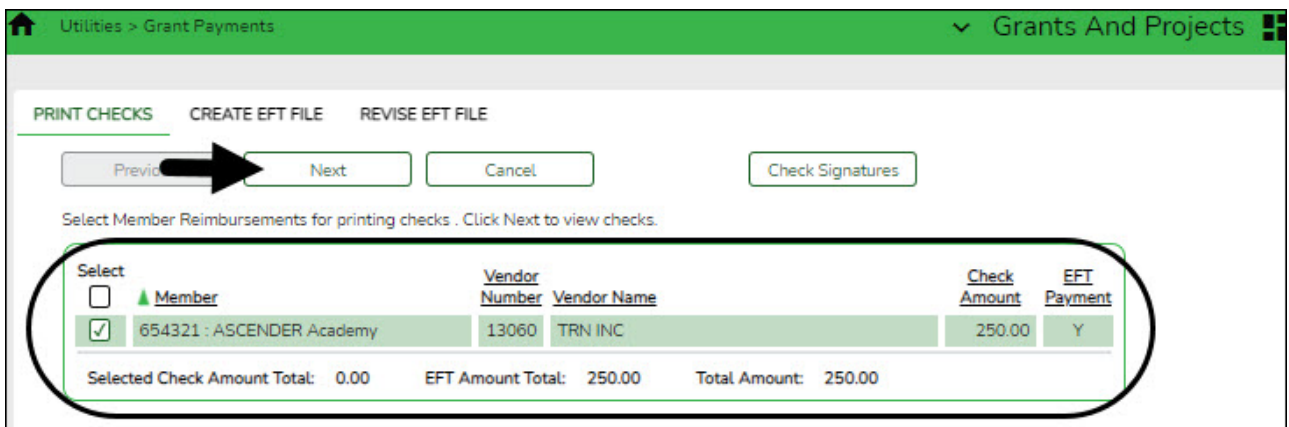 Utilities > Grant Payments Grants And Projects
PRINT CHECKS CREATE EFT FILE REVISE EFT FILE
Next Cancel Check Signatures
Select Member Reimbursements for printing checks . Click Next to view checks.
Select Vendor Check EFT
Member Number Vendor Name Amount Payment
654321 : ASCENDER Academy 13060 TRN INC 250.00 Y
Selected Check Amount Total: 0.00 EFT Amount Total: 250.00 Total Amount: 250.00